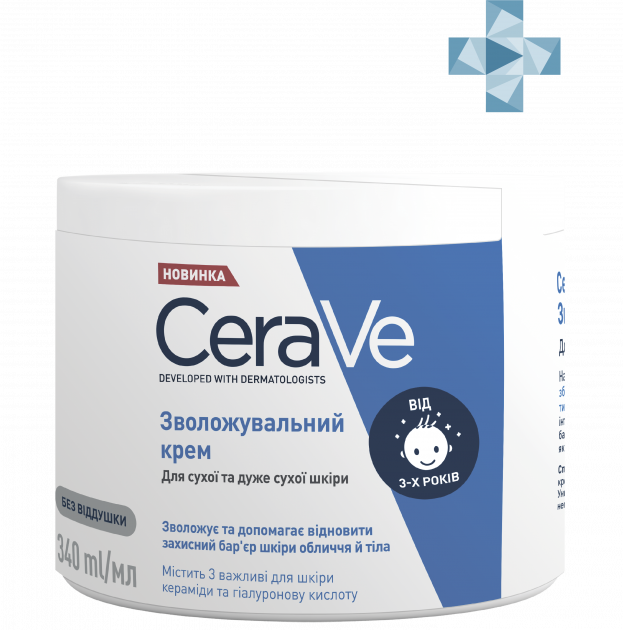 НОВИНКА
CeraVe
DEVELOPED WITH DERMATOLOGISTS
Зволожувальний
крем
Для сухої та дуже сухої шкіри
ВІД
3-Х РОКІВ
БЕЗ ВІДДУШКИ
340 ml/мл
Зволожує та допомагає відновити
захисний бар'єр шкіри обличчя й тіла
Містить 3 важливі для шкіри
кераміди та гіалуронову кислоту